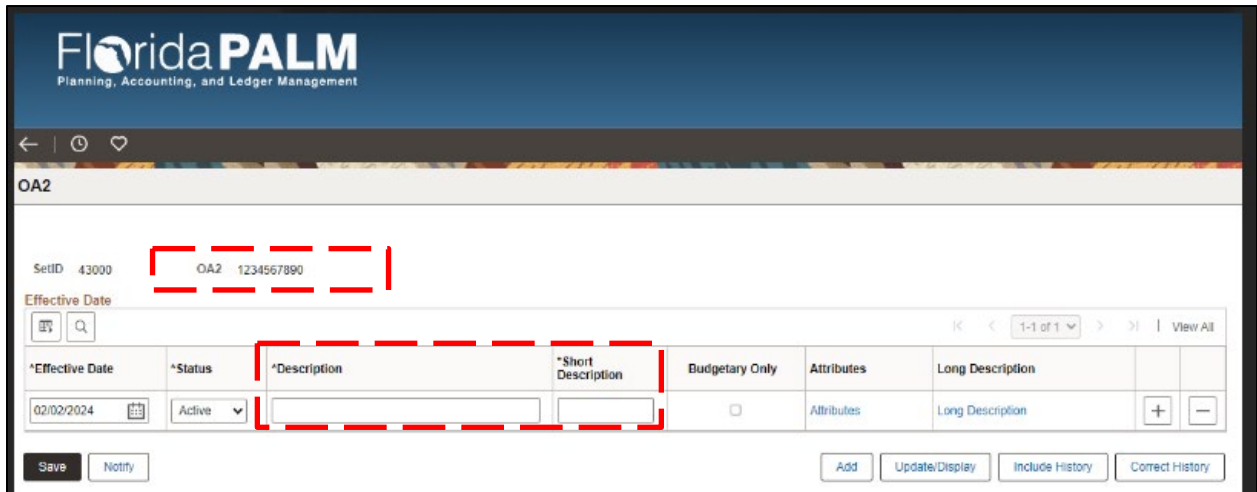 Florida PALM
Planning, Accounting, and Ledger Management
OA2
SetID 43000 OA2 1234567890
Effective Date
1-1 of 1 View All
*Effective Date *Status *Description *Short Description Budgetary Only Attributes Long Description
02/02/2024 Active Attributes Long Description
Save Notify Add Update/Display Include History Correct History